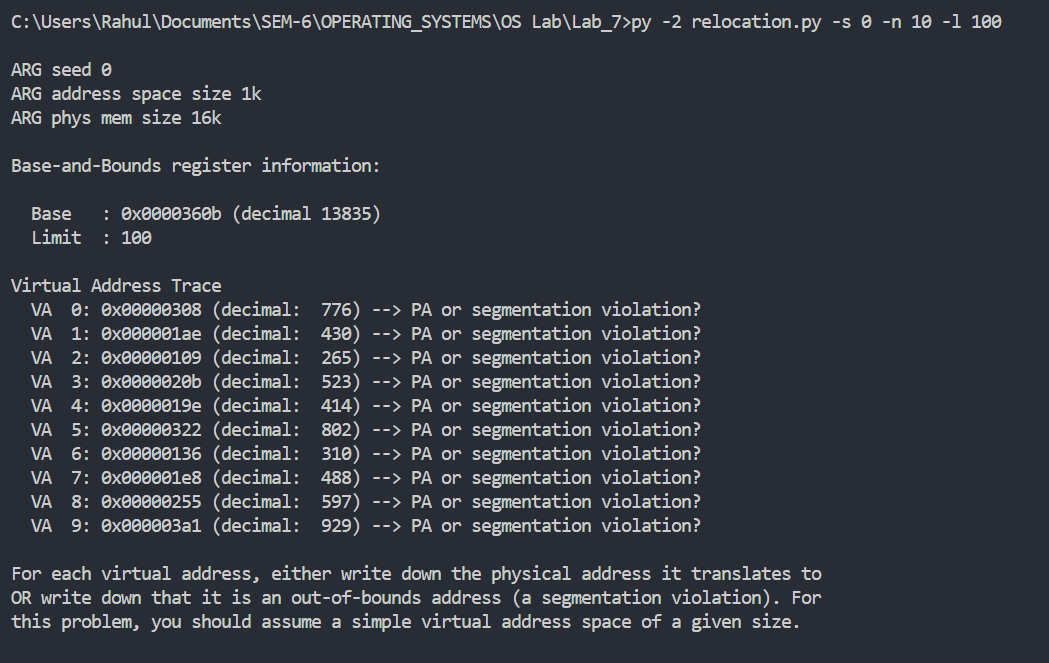 C:\Users\Rahul\Documents\SEM-6\OPERATING_SYSTEMS\OS Lab\Lab_7>py -2 relocation.py -s 0 -n 10 -l 100
ARG seed 0
ARG address space size 1k
ARG phys mem size 16k
Base-and-Bounds register information:
Base   : 0x0000360b (decimal 13835)
Limit  : 100
Virtual Address Trace
VA  0: 0x00000308 (decimal:  776) --> PA or segmentation violation?
VA  1: 0x000001ae (decimal:  430) --> PA or segmentation violation?
VA  2: 0x00000109 (decimal:  265) --> PA or segmentation violation?
VA  3: 0x0000020b (decimal:  523) --> PA or segmentation violation?
VA  4: 0x0000019e (decimal:  414) --> PA or segmentation violation?
VA  5: 0x00000322 (decimal:  802) --> PA or segmentation violation?
VA  6: 0x00000136 (decimal:  310) --> PA or segmentation violation?
VA  7: 0x000001e8 (decimal:  488) --> PA or segmentation violation?
VA  8: 0x00000255 (decimal:  597) --> PA or segmentation violation?
VA  9: 0x000003a1 (decimal:  929) --> PA or segmentation violation?
For each virtual address, either write down the physical address it translates to
OR write down that it is an out-of-bounds address (a segmentation violation). For
this problem, you should assume a simple virtual address space of a given size.